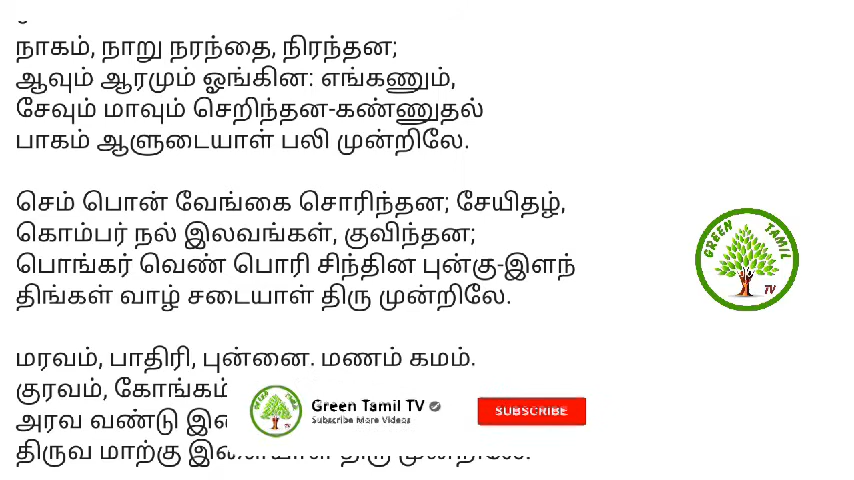 நாகம், நாறு நரந்தை, நிரந்தன;
ஆவும் ஆரமும் ஓங்கின: எங்கணும்,
சேவும் மாவும் செறிந்தன-கண்ணுதல்
பாகம் ஆளுடையாள் பலி முன்றிலே.
செம் பொன் வேங்கை சொரிந்தன; சேயிதழ்,
கொம்பர் நல் இலவங்கள், குவிந்தன;
பொங்கர் வெண் பொரி சிந்தின புன்கு-இளந்
திங்கள் வாழ் சடையாள் திரு முன்றிலே.
GREEN TAMIL TV
மரவம், பாதிரி, புன்னை. மணம் கமம்.
குரவம், கோங்கம்
அரவ வண்டு
திருவ மாற்கு
Green Tamil TV
Subscribe More Videos
SUBSCRIBE